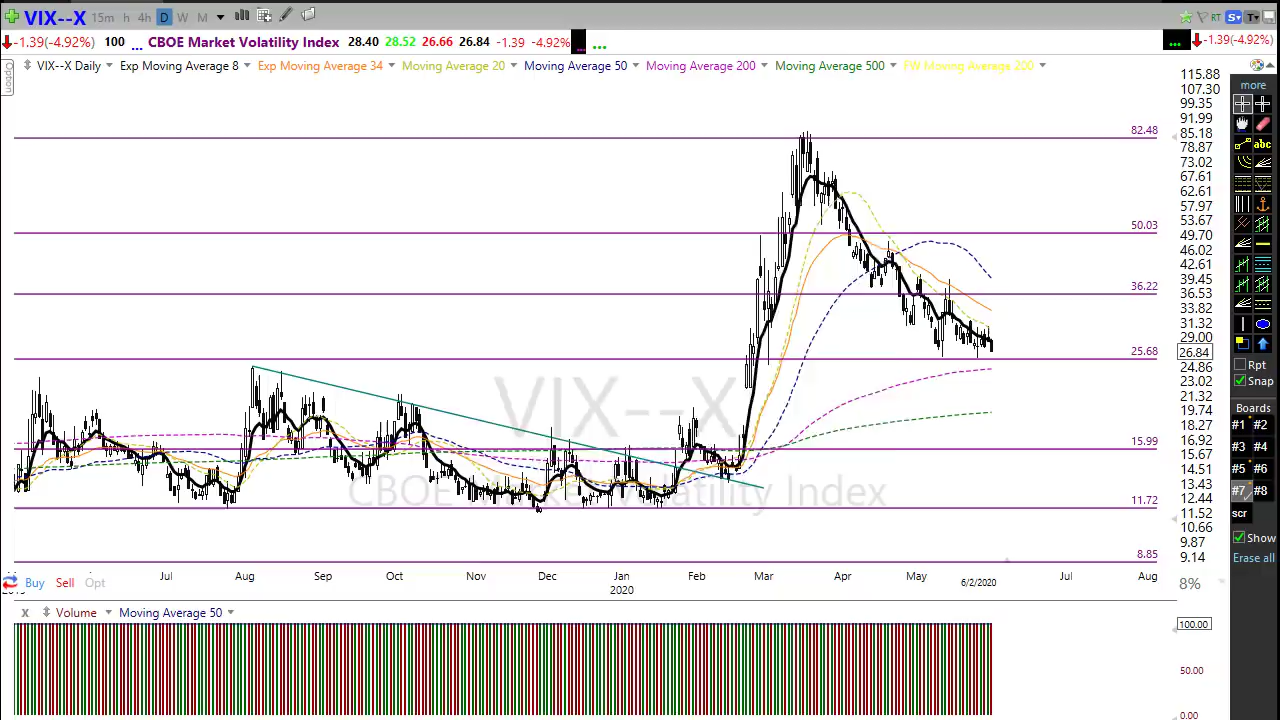 VIX--X 15m h 4h D W M RT S T
-1.39(-4.92%) 100 ... CBOE Market Volatility Index 28.40 28.52 26.66 26.84 -1.39 -4.92% ... ... -1.39(-4.92%)
Option
VIX--X Daily Exp Moving Average 8 Exp Moving Average 34 Moving Average 20 Moving Average 50 Moving Average 200 Moving Average 500 FW Moving Average 200
115.88
107.30
99.35
91.99
85.18
78.87
73.02
67.61
62.61
57.97
53.67
49.70
46.02
42.61
39.45
36.53
33.82
31.32
29.00
26.84
24.86
23.02
21.32
19.74
18.27
16.92
15.67
14.51
13.43
12.44
11.52
10.66
9.87
9.14
82.48
50.03
36.22
25.68
15.99
11.72
8.85
VIX--X
CBOE Market Volatility Index
Jul Aug Sep Oct Nov Dec Jan Feb Mar Apr May 6/2/2020 Jul Aug
2020
Buy Sell Opt
8%
X Volume Moving Average 50
100.00
50.00
0.00
more
abc
Rpt
Snap
Boards
#1 #2
#3 #4
#5 #6
#7 #8
scr
Show
Erase all